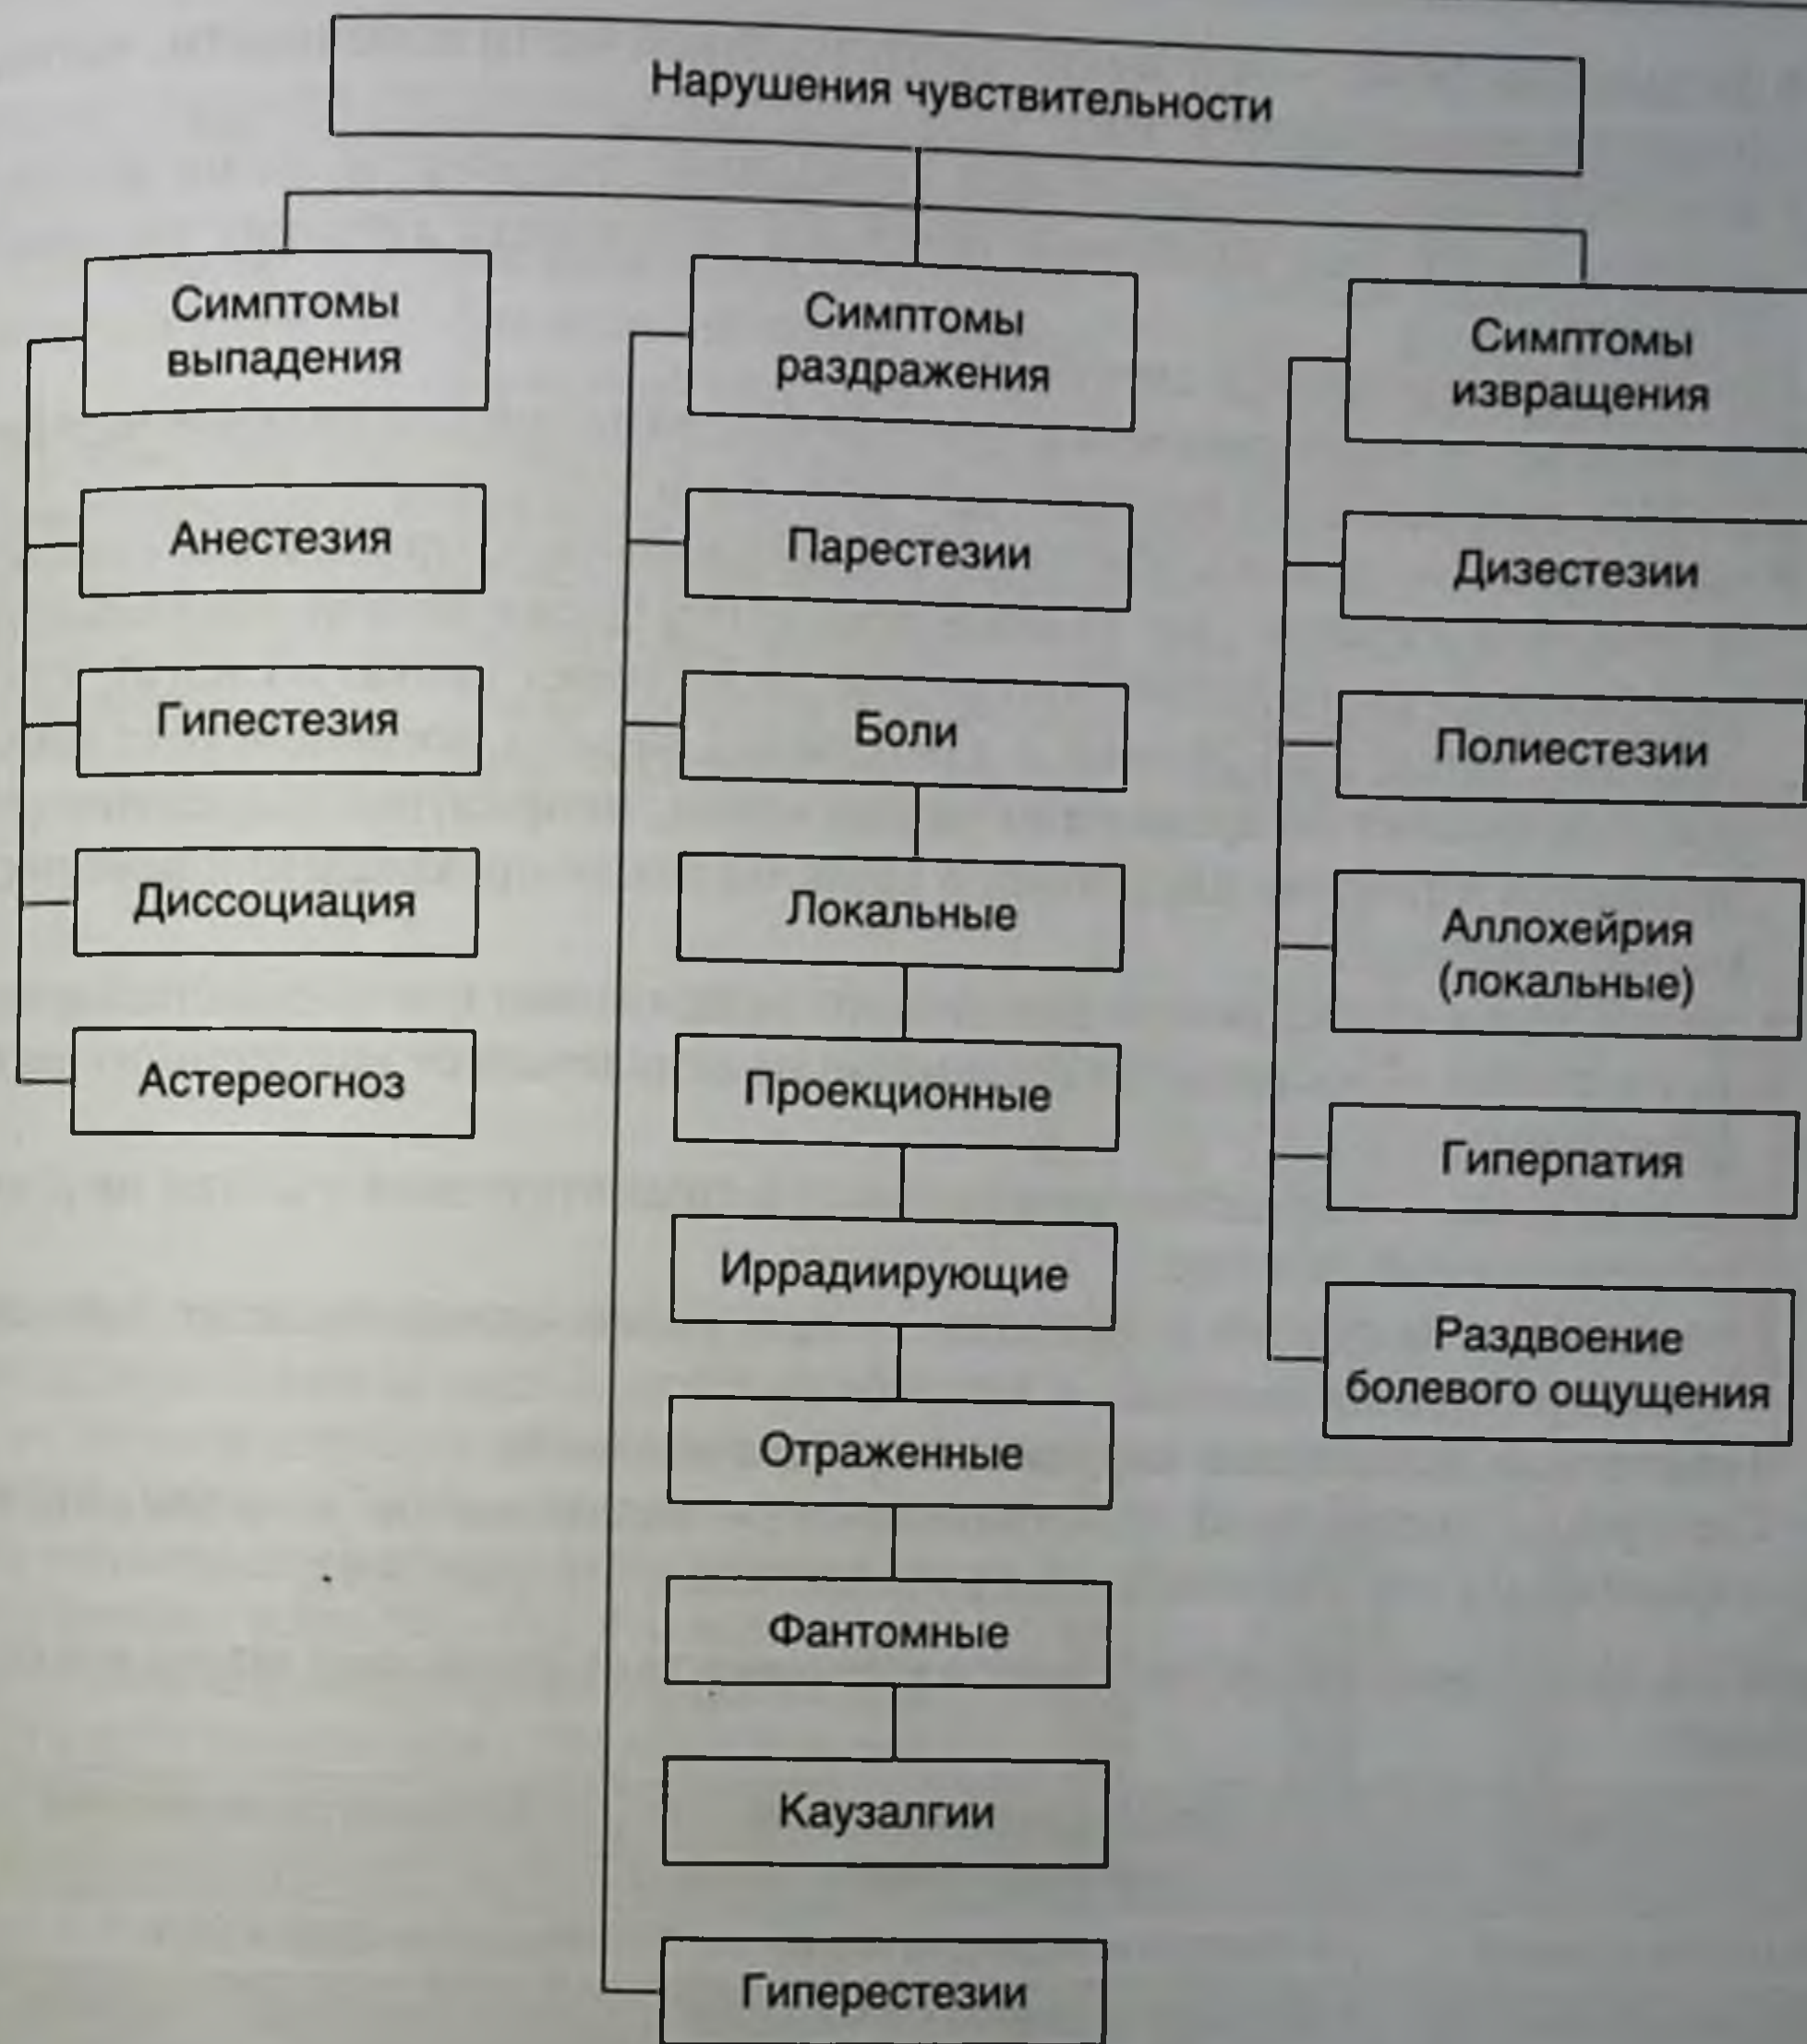 Нарушения чувствительности
Симптомы
выпадения
Анестезия
Гипестезия
Диссоциация
Астереогноз
Симптомы
раздражения
Парестезии
Боли
Локальные
Проекционные
Иррадиирующие
Отраженные
Фантомные
Каузалгии
Гиперестезии
Симптомы
извращения
Дизестезии
Полиестезии
Аллохейрия
(локальные)
Гиперпатия
Раздвоение
болевого ощущения